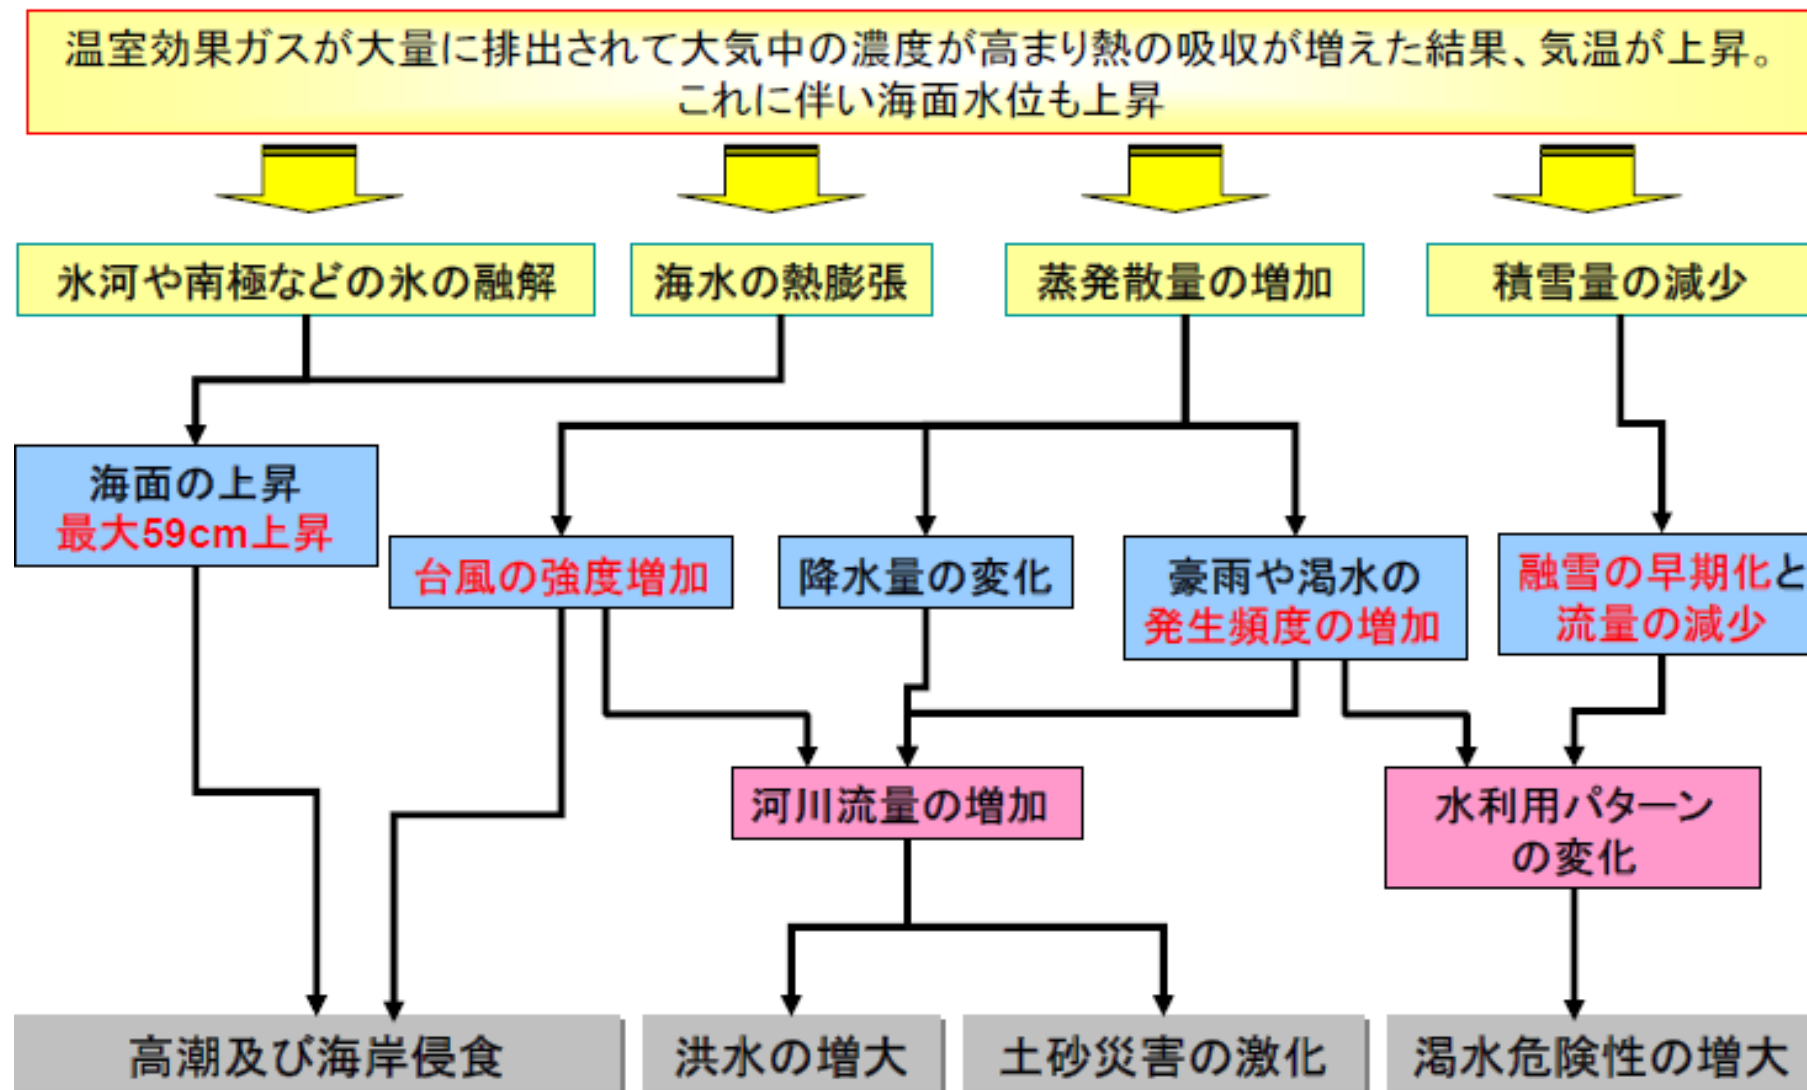 温室効果ガスが大量に排出されて大気中の濃度が高まり熱の吸収が増えた結果、気温が上昇。
これに伴い海面水位も上昇
氷河や南極などの氷の融解
海水の熱膨張
蒸発散量の増加
積雪量の減少
海面の上昇
最大59cm上昇
台風の強度増加
降水量の変化
豪雨や渇水の
発生頻度の増加
融雪の早期化と
流量の減少
河川流量の増加
水利用パターン
の変化
高潮及び海岸侵食
洪水の増大
土砂災害の激化
渇水危険性の増大